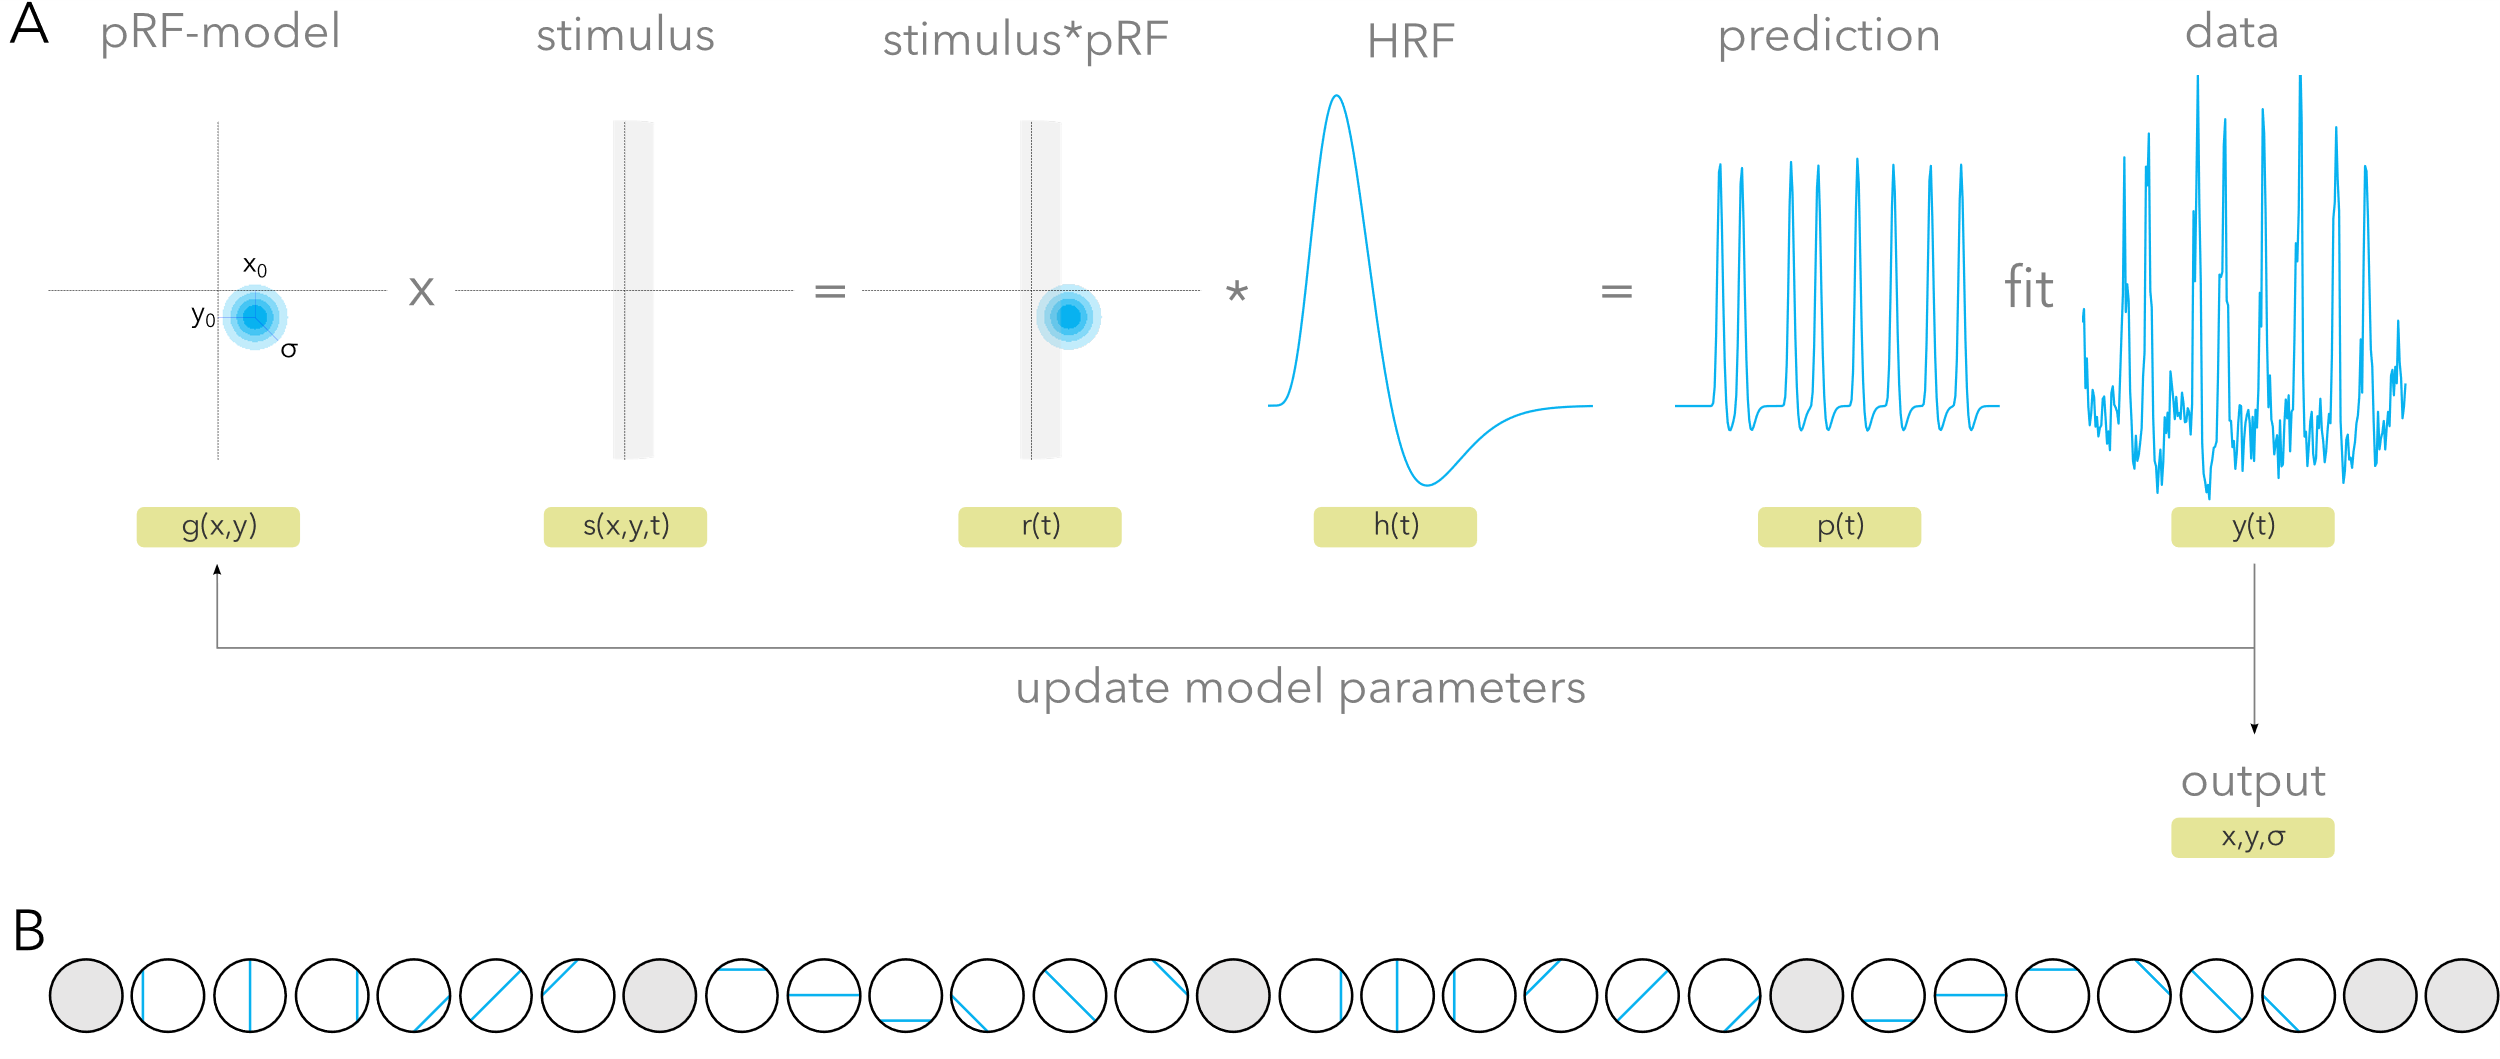 A
pRF-model
stimulus
stimulus*pRF
HRF
prediction
data
x₀
y₀
σ
x
=
*
=
fit
g(x,y)
s(x,y,t)
r(t)
h(t)
p(t)
y(t)
update model parameters
output
x,y,σ
B